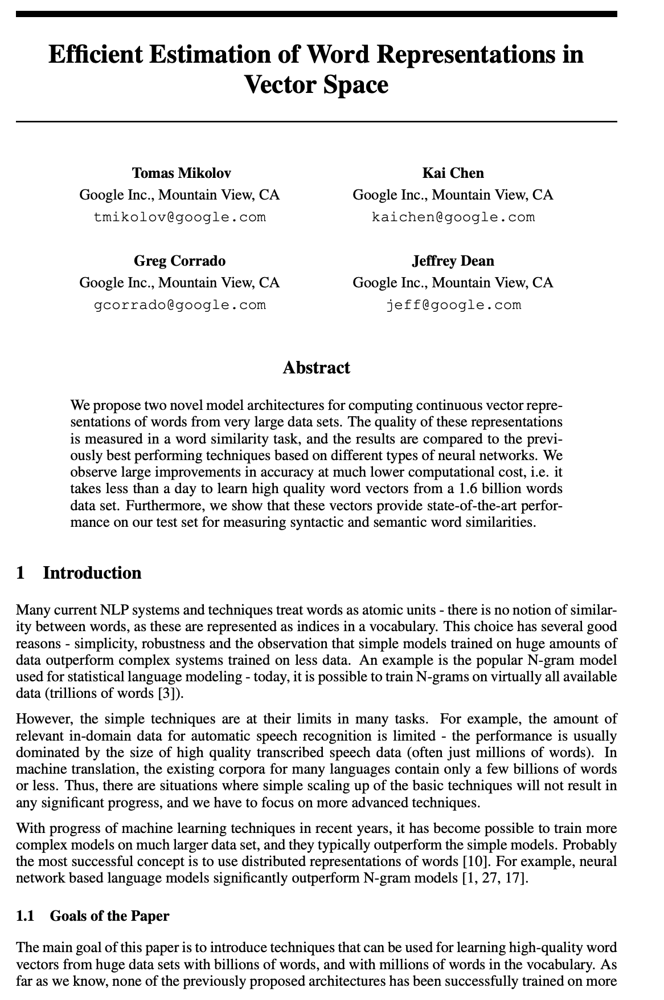 Efficient Estimation of Word Representations in
Vector Space
Tomas Mikolov
Google Inc., Mountain View, CA
tmikolov@google.com
Kai Chen
Google Inc., Mountain View, CA
kaichen@google.com
Greg Corrado
Google Inc., Mountain View, CA
gcorrado@google.com
Jeffrey Dean
Google Inc., Mountain View, CA
jeff@google.com
Abstract
We propose two novel model architectures for computing continuous vector repre-
sentations of words from very large data sets. The quality of these representations
is measured in a word similarity task, and the results are compared to the previ-
ously best performing techniques based on different types of neural networks. We
observe large improvements in accuracy at much lower computational cost, i.e. it
takes less than a day to learn high quality word vectors from a 1.6 billion words
data set. Furthermore, we show that these vectors provide state-of-the-art perfor-
mance on our test set for measuring syntactic and semantic word similarities.
1 Introduction
Many current NLP systems and techniques treat words as atomic units - there is no notion of similar-
ity between words, as these are represented as indices in a vocabulary. This choice has several good
reasons - simplicity, robustness and the observation that simple models trained on huge amounts of
data outperform complex systems trained on less data. An example is the popular N-gram model
used for statistical language modeling - today, it is possible to train N-grams on virtually all available
data (trillions of words [3]).
However, the simple techniques are at their limits in many tasks. For example, the amount of
relevant in-domain data for automatic speech recognition is limited - the performance is usually
dominated by the size of high quality transcribed speech data (often just millions of words). In
machine translation, the existing corpora for many languages contain only a few billions of words
or less. Thus, there are situations where simple scaling up of the basic techniques will not result in
any significant progress, and we have to focus on more advanced techniques.
With progress of machine learning techniques in recent years, it has become possible to train more
complex models on much larger data set, and they typically outperform the simple models. Probably
the most successful concept is to use distributed representations of words [10]. For example, neural
network based language models significantly outperform N-gram models [1, 27, 17].
1.1 Goals of the Paper
The main goal of this paper is to introduce techniques that can be used for learning high-quality word
vectors from huge data sets with billions of words, and with millions of words in the vocabulary. As
far as we know, none of the previously proposed architectures has been successfully trained on more